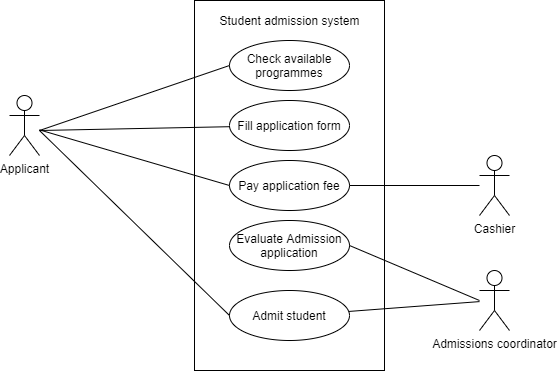 Student admission system
Check available
programmes
Fill application form
Applicant
Pay application fee
Cashier
Evaluate Admission
application
Admit student
Admissions coordinator